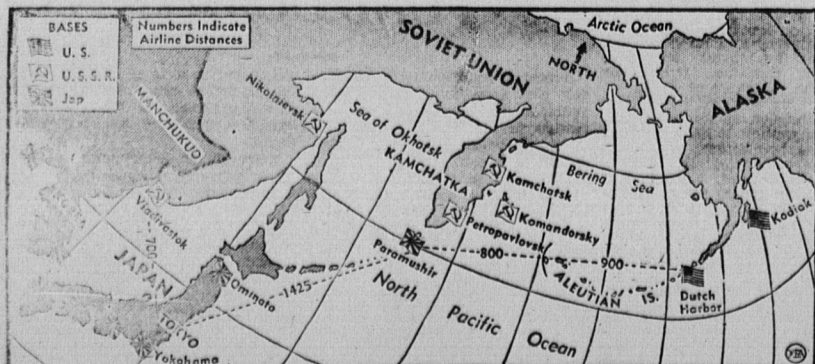 BASES
U. S.
U. S. S. R.
Jap
Numbers Indicate
Airline Distances
Arctic Ocean
SOVIET UNION
NORTH
ALASKA
MANCHUKUO
Nikolaievsk
Sea of Okhotsk
KAMCHATKA
Kamchatsk
Bering Sea
Komandorsky
Petropavlovsk
Kodiak
Vladivostok
700
JAPAN
Paramushir
800
900
ALEUTIAN IS.
Dutch
Harbor
Ominato
1425
North Pacific Ocean
TOKYO
Yokohama